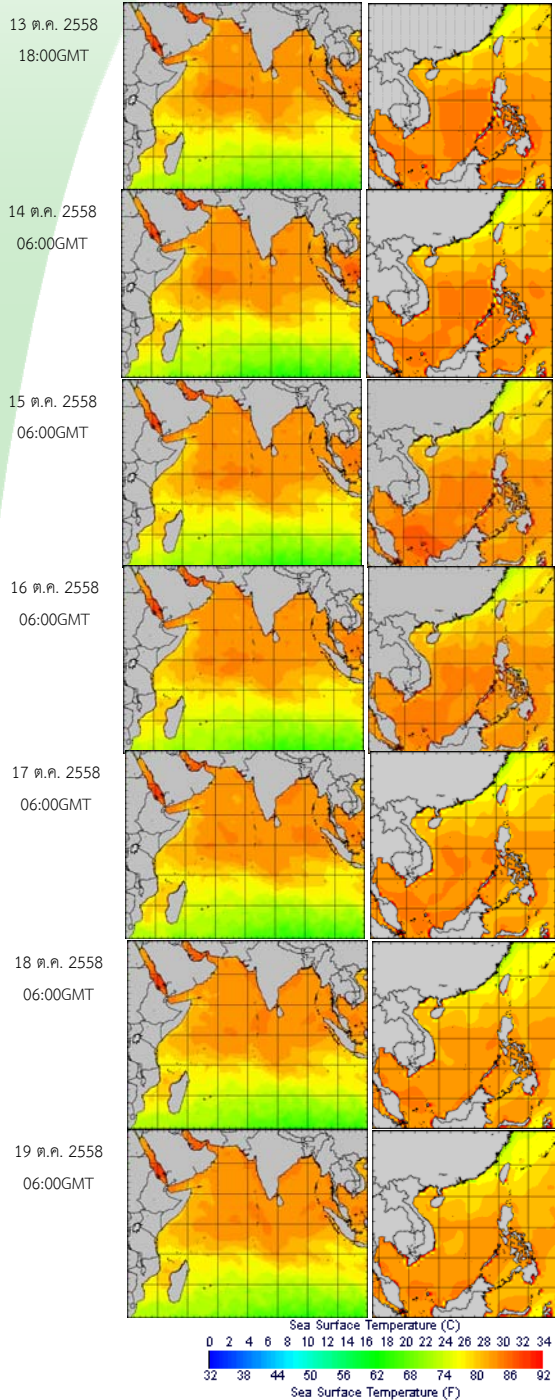 13 ต.ค. 2558
18:00GMT
14 ต.ค. 2558
06:00GMT
15 ต.ค. 2558
06:00GMT
16 ต.ค. 2558
06:00GMT
17 ต.ค. 2558
06:00GMT
18 ต.ค. 2558
06:00GMT
19 ต.ค. 2558
06:00GMT
Sea Surface Temperature (C)
0 2 4 6 8 10 12 14 16 18 20 22 24 26 28 30 33 34
32 38 44 50 56 62 68 74 80 86 92
Sea Surface Temperature (F)